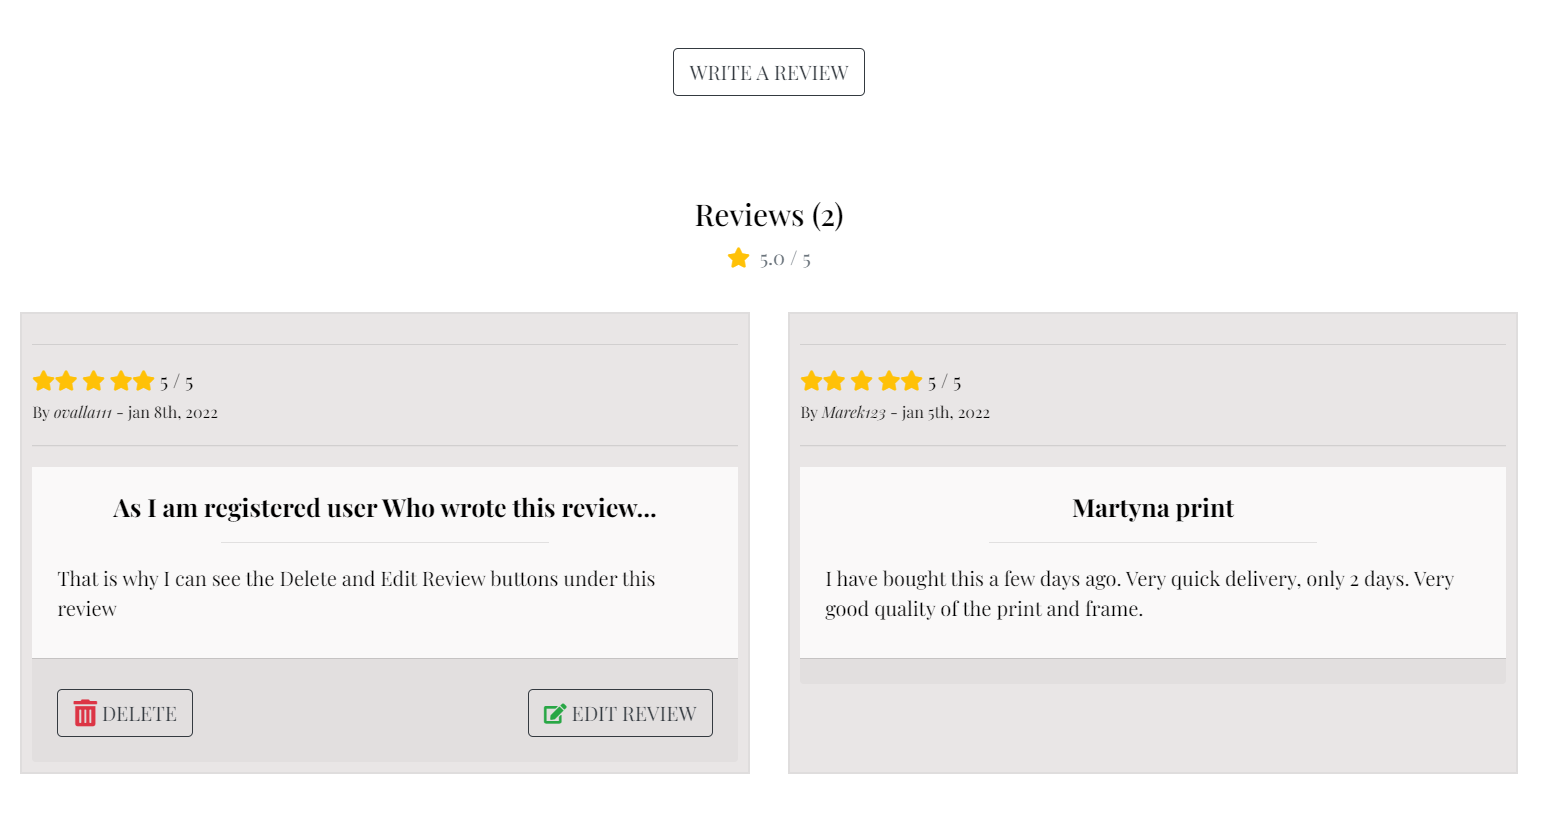 WRITE A REVIEW
Reviews (2)
5.0 / 5
5 / 5
By ovalla111 - jan 8th, 2022
As I am registered user Who wrote this review...
That is why I can see the Delete and Edit Review buttons under this
review
DELETE
EDIT REVIEW
5 / 5
By Marek123 - jan 5th, 2022
Martyna print
I have bought this a few days ago. Very quick delivery, only 2 days. Very
good quality of the print and frame.